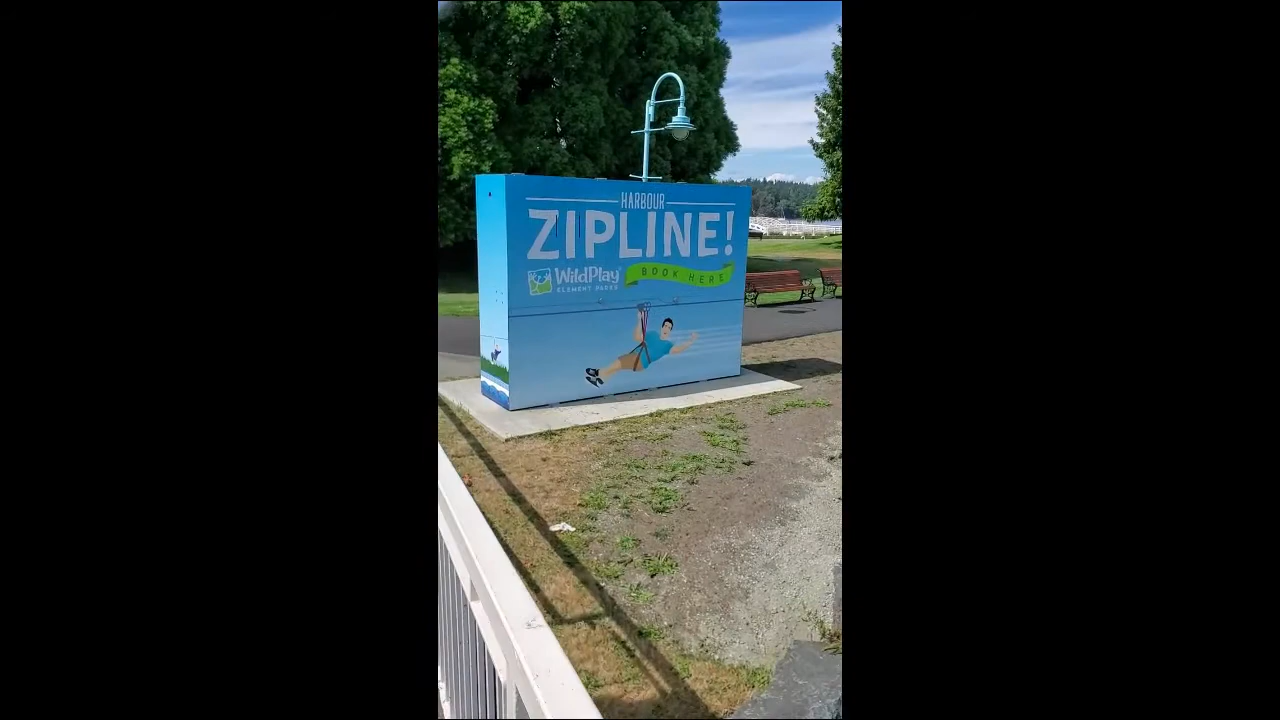 HARBOUR
ZIPLINE!
WildPlay
ELEMENT PARKS
BOOK HERE